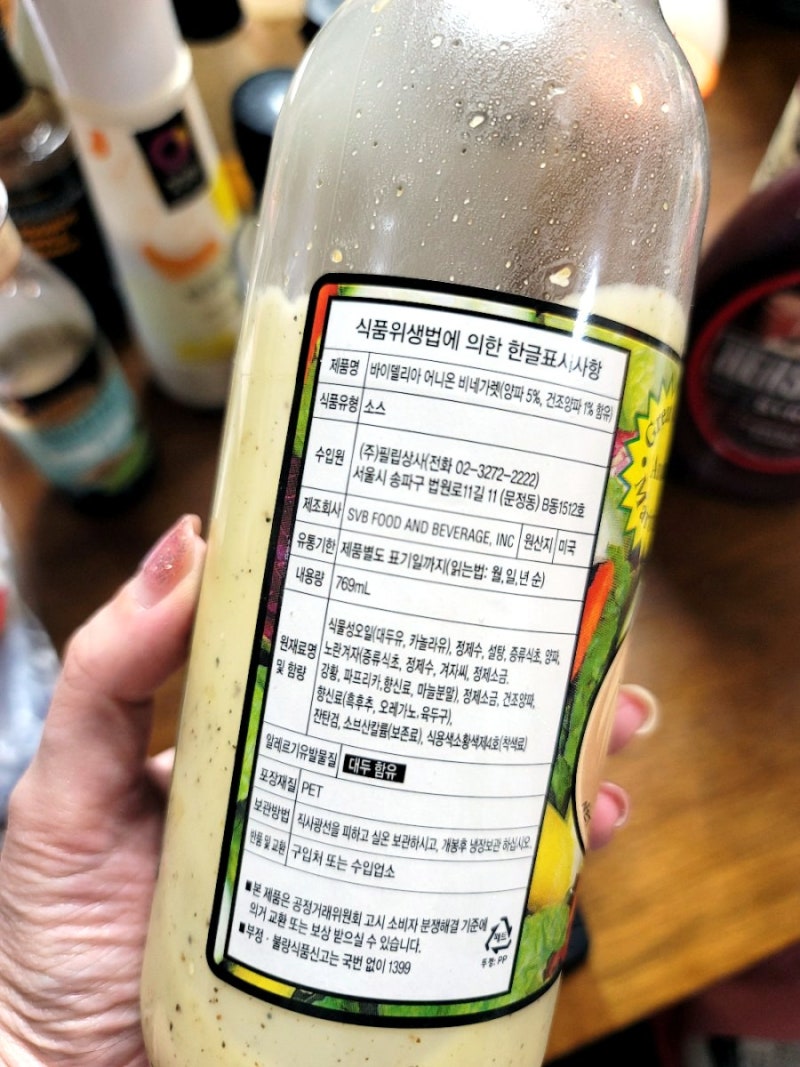 식품위생법에 의한 한글표시사항
제품명 바이델리아 어니온 비네가렛(양파 5%, 건조양파 1% 함유)
식품유형 소스
수입원 (주)필립상사(전화 02-3272-2222)
서울시 송파구 법원로11길 11 (문정동) B동1512호
제조회사 SVB FOOD AND BEVERAGE, INC 원산지 미국
유통기한 제품별도 표기일까지(읽는법: 월,일,년 순)
내용량 769mL
원재료명 및 함량 식물성오일(대두유, 카놀라유), 정제수, 설탕, 증류식초, 양파,
노란겨자(증류식초, 정제수, 겨자씨, 정제소금,
강황, 파프리카,향신료, 마늘분말), 정제소금, 건조양파,
향신료(흑후추, 오레가노, 육두구),
잔탄검, 소브산칼륨(보존료), 식용색소황색제4호(착색료)
알레르기유발물질 대두 함유
포장재질 PET
보관방법 직사광선을 피하고 실온 보관하시고, 개봉후 냉장보관 하십시오.
반품 및 교환 구입처 또는 수입업소
■본 제품은 공정거래위원회 고시 소비자 분쟁해결 기준에
의거 교환 또는 보상 받으실 수 있습니다.
■부정·불량식품신고는 국번 없이 1399
페트
뚜껑: PP